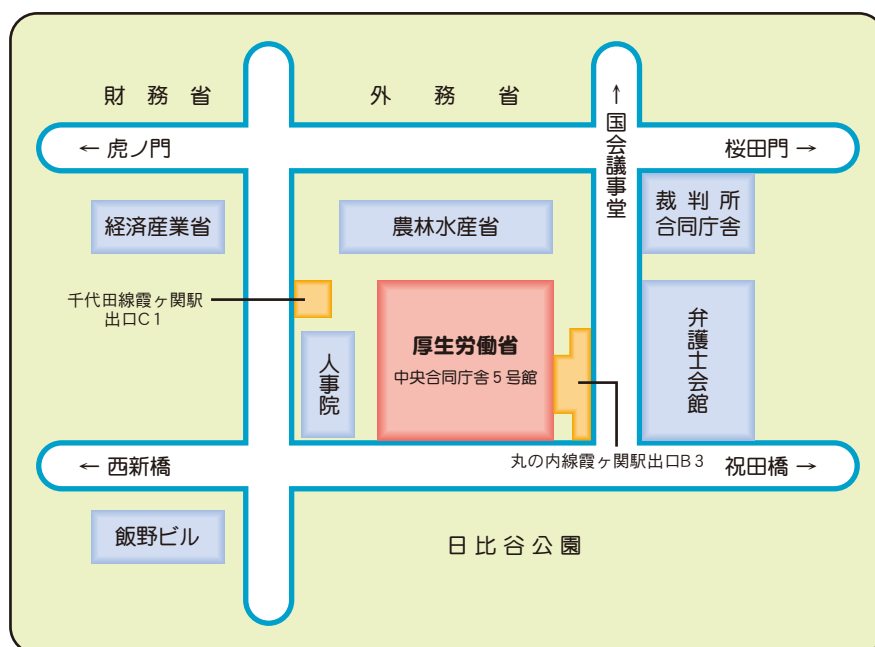 財務省
外務省
↑国会議事堂
← 虎ノ門
桜田門 →
経済産業省
農林水産省
裁判所
合同庁舎
千代田線霞ヶ関駅
出口C1
人事院
厚生労働省
中央合同庁舎5号館
弁護士会館
← 西新橋
丸の内線霞ヶ関駅出口B3
祝田橋 →
飯野ビル
日比谷公園